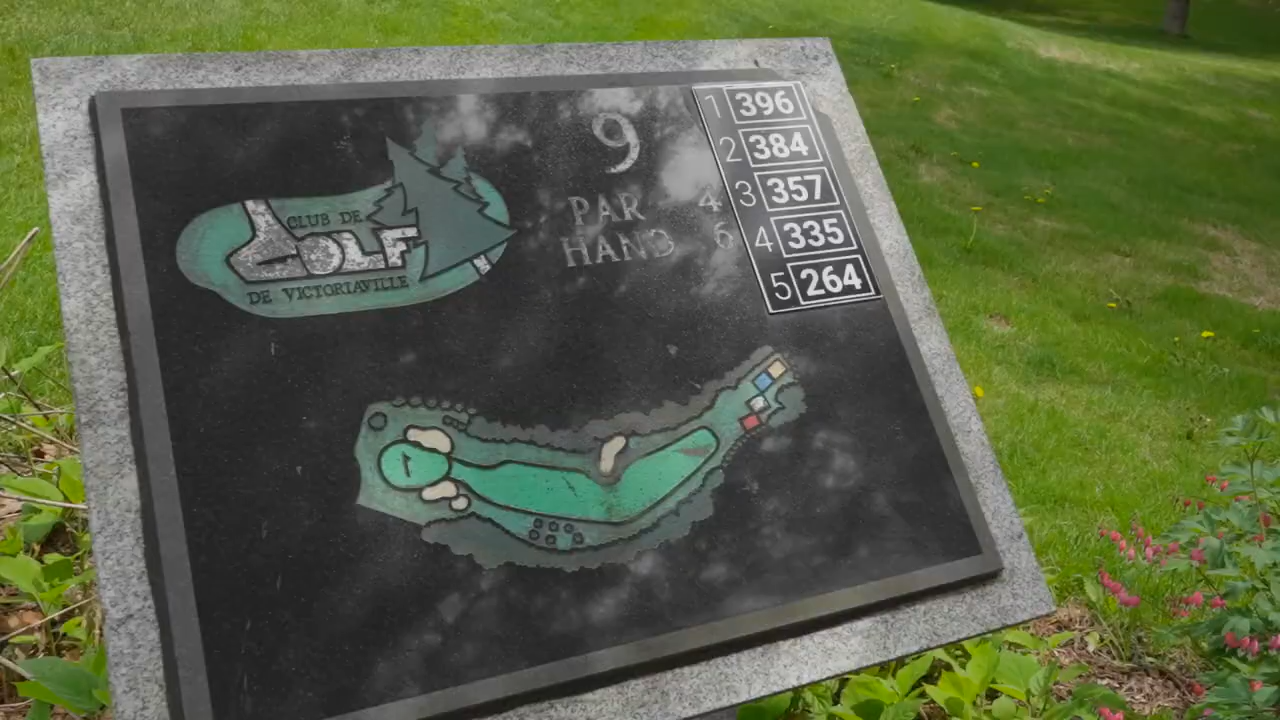 CLUB DE
GOLF
DE VICTORIAVILLE
9
PAR 4
HAND 6
1 396
2 384
3 357
4 335
5 264